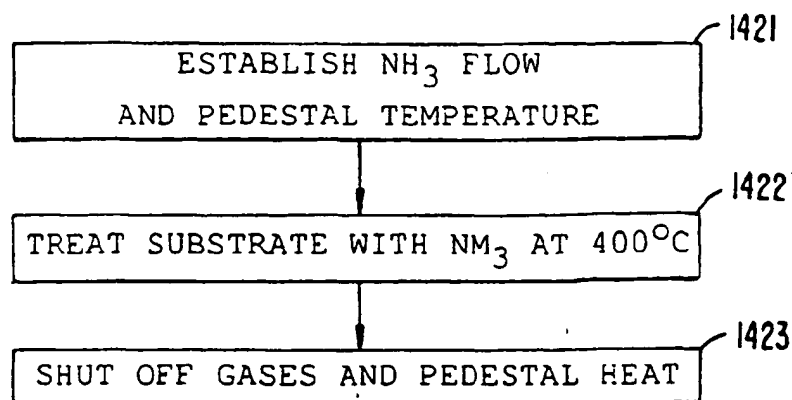 1421
ESTABLISH NH3 FLOW
AND PEDESTAL TEMPERATURE
1422
TREAT SUBSTRATE WITH NM3 AT 400°C
1423
SHUT OFF GASES AND PEDESTAL HEAT